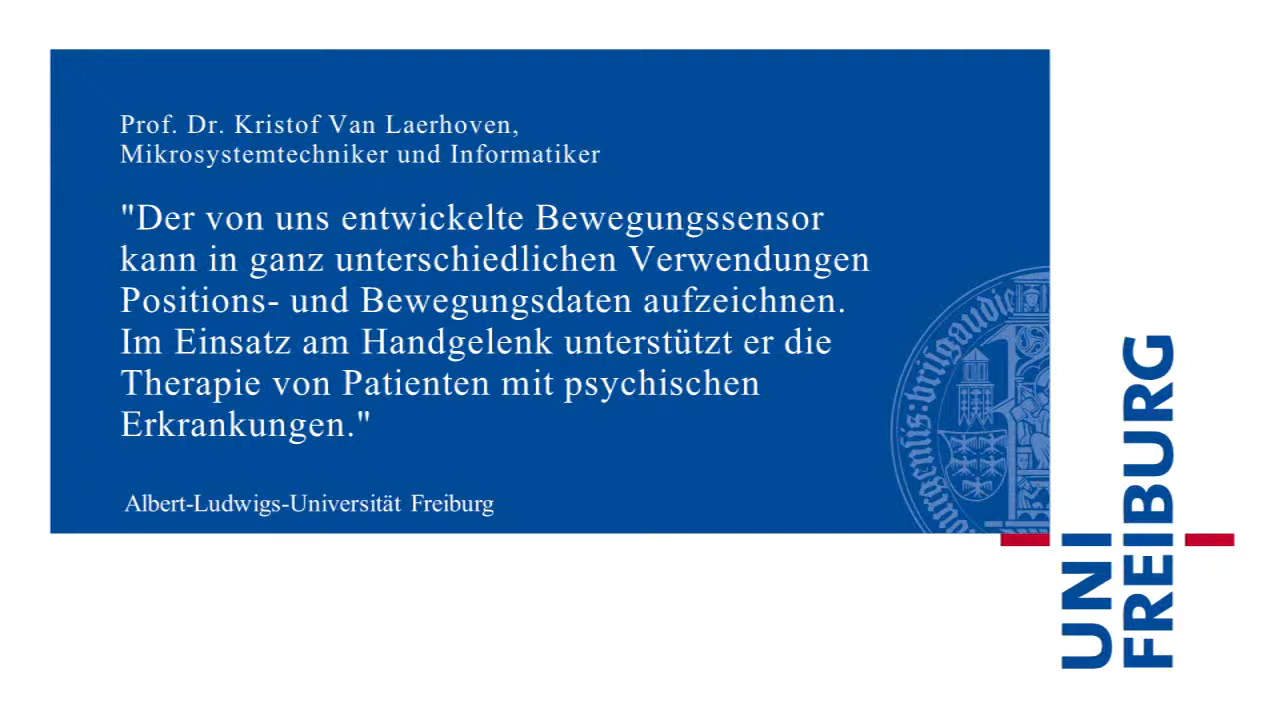 Prof. Dr. Kristof Van Laerhoven,
Mikrosystemtechniker und Informatiker
"Der von uns entwickelte Bewegungssensor
kann in ganz unterschiedlichen Verwendungen
Positions- und Bewegungsdaten aufzeichnen.
Im Einsatz am Handgelenk unterstützt er die
Therapie von Patienten mit psychischen
Erkrankungen."
Albert-Ludwigs-Universität Freiburg
UNI
FREIBURG